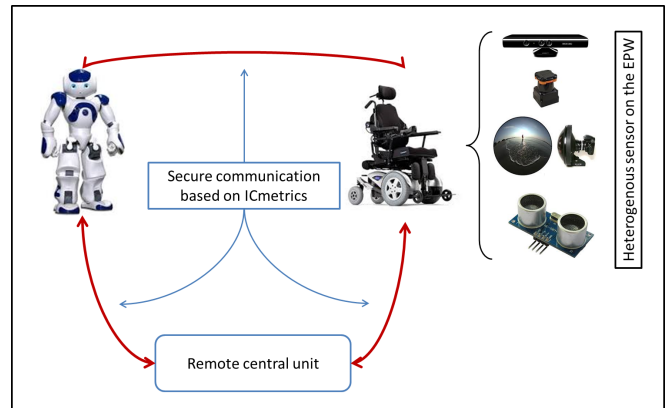 Secure communication
based on ICmetrics
Remote central unit
Heterogenous sensor on the EPW